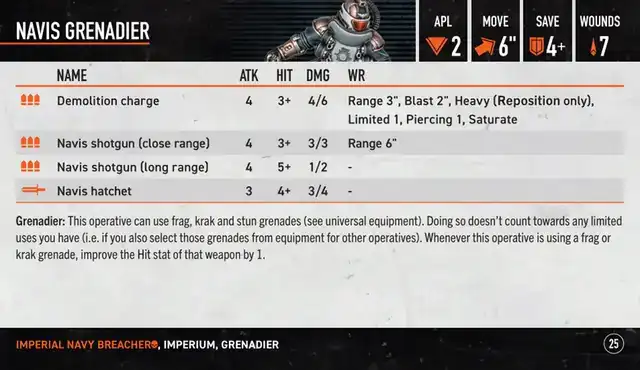 NAVIS GRENADIER
APL MOVE SAVE WOUNDS
2 6" 4+ 7
NAME ATK HIT DMG WR
Demolition charge 4 3+ 4/6 Range 3", Blast 2", Heavy (Reposition only),
Limited 1, Piercing 1, Saturate
Navis shotgun (close range) 4 3+ 3/3 Range 6"
Navis shotgun (long range) 4 5+ 1/2 -
Navis hatchet 3 4+ 3/4 -
Grenadier: This operative can use frag, krak and stun grenades (see universal equipment). Doing so doesn't count towards any limited
uses you have (i.e. if you also select those grenades from equipment for other operatives). Whenever this operative is using a frag or
krak grenade, improve the Hit stat of that weapon by 1.
IMPERIAL NAVY BREACHER, IMPERIUM, GRENADIER
25